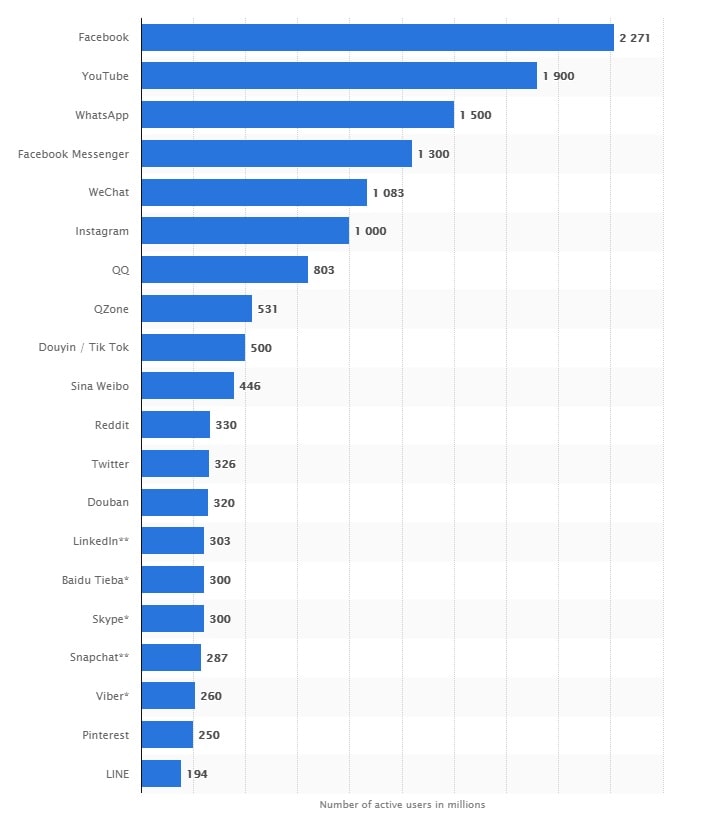 Facebook 2 271
YouTube 1 900
WhatsApp 1 500
Facebook Messenger 1 300
WeChat 1 083
Instagram 1 000
QQ 803
QZone 531
Douyin / Tik Tok 500
Sina Weibo 446
Reddit 330
Twitter 326
Douban 320
LinkedIn** 303
Baidu Tieba* 300
Skype* 300
Snapchat** 287
Viber* 260
Pinterest 250
LINE 194
Number of active users in millions